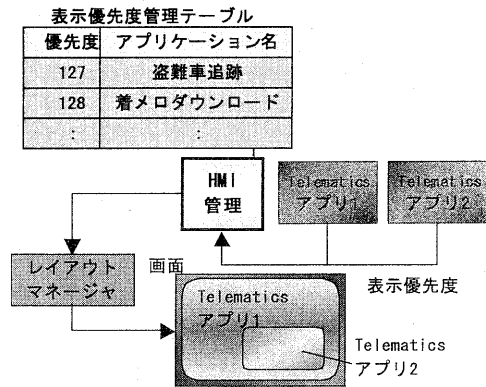 表示優先度管理テーブル
優先度 アプリケーション名
127 盗難車追跡
128 着メロダウンロード
: :
HMI
管理
Telematics
アプリ1
Telematics
アプリ2
レイアウト
マネージャ
画面
表示優先度
Telematics
アプリ1
Telematics
アプリ2